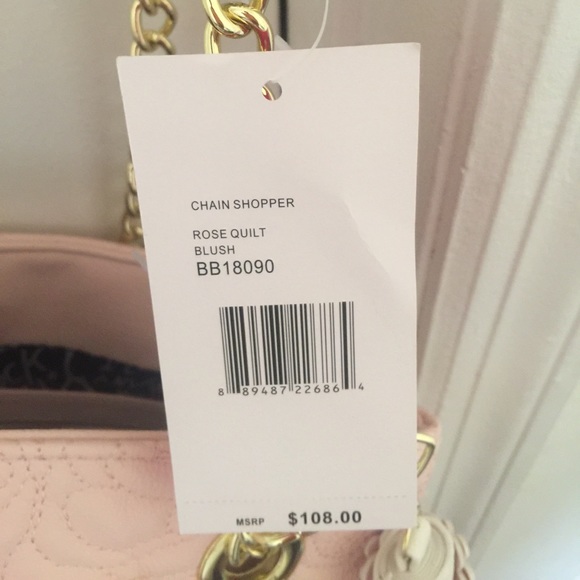 CHAIN SHOPPER
ROSE QUILT
BLUSH
BB18090
8 89487 22686 4
MSRP $108.00